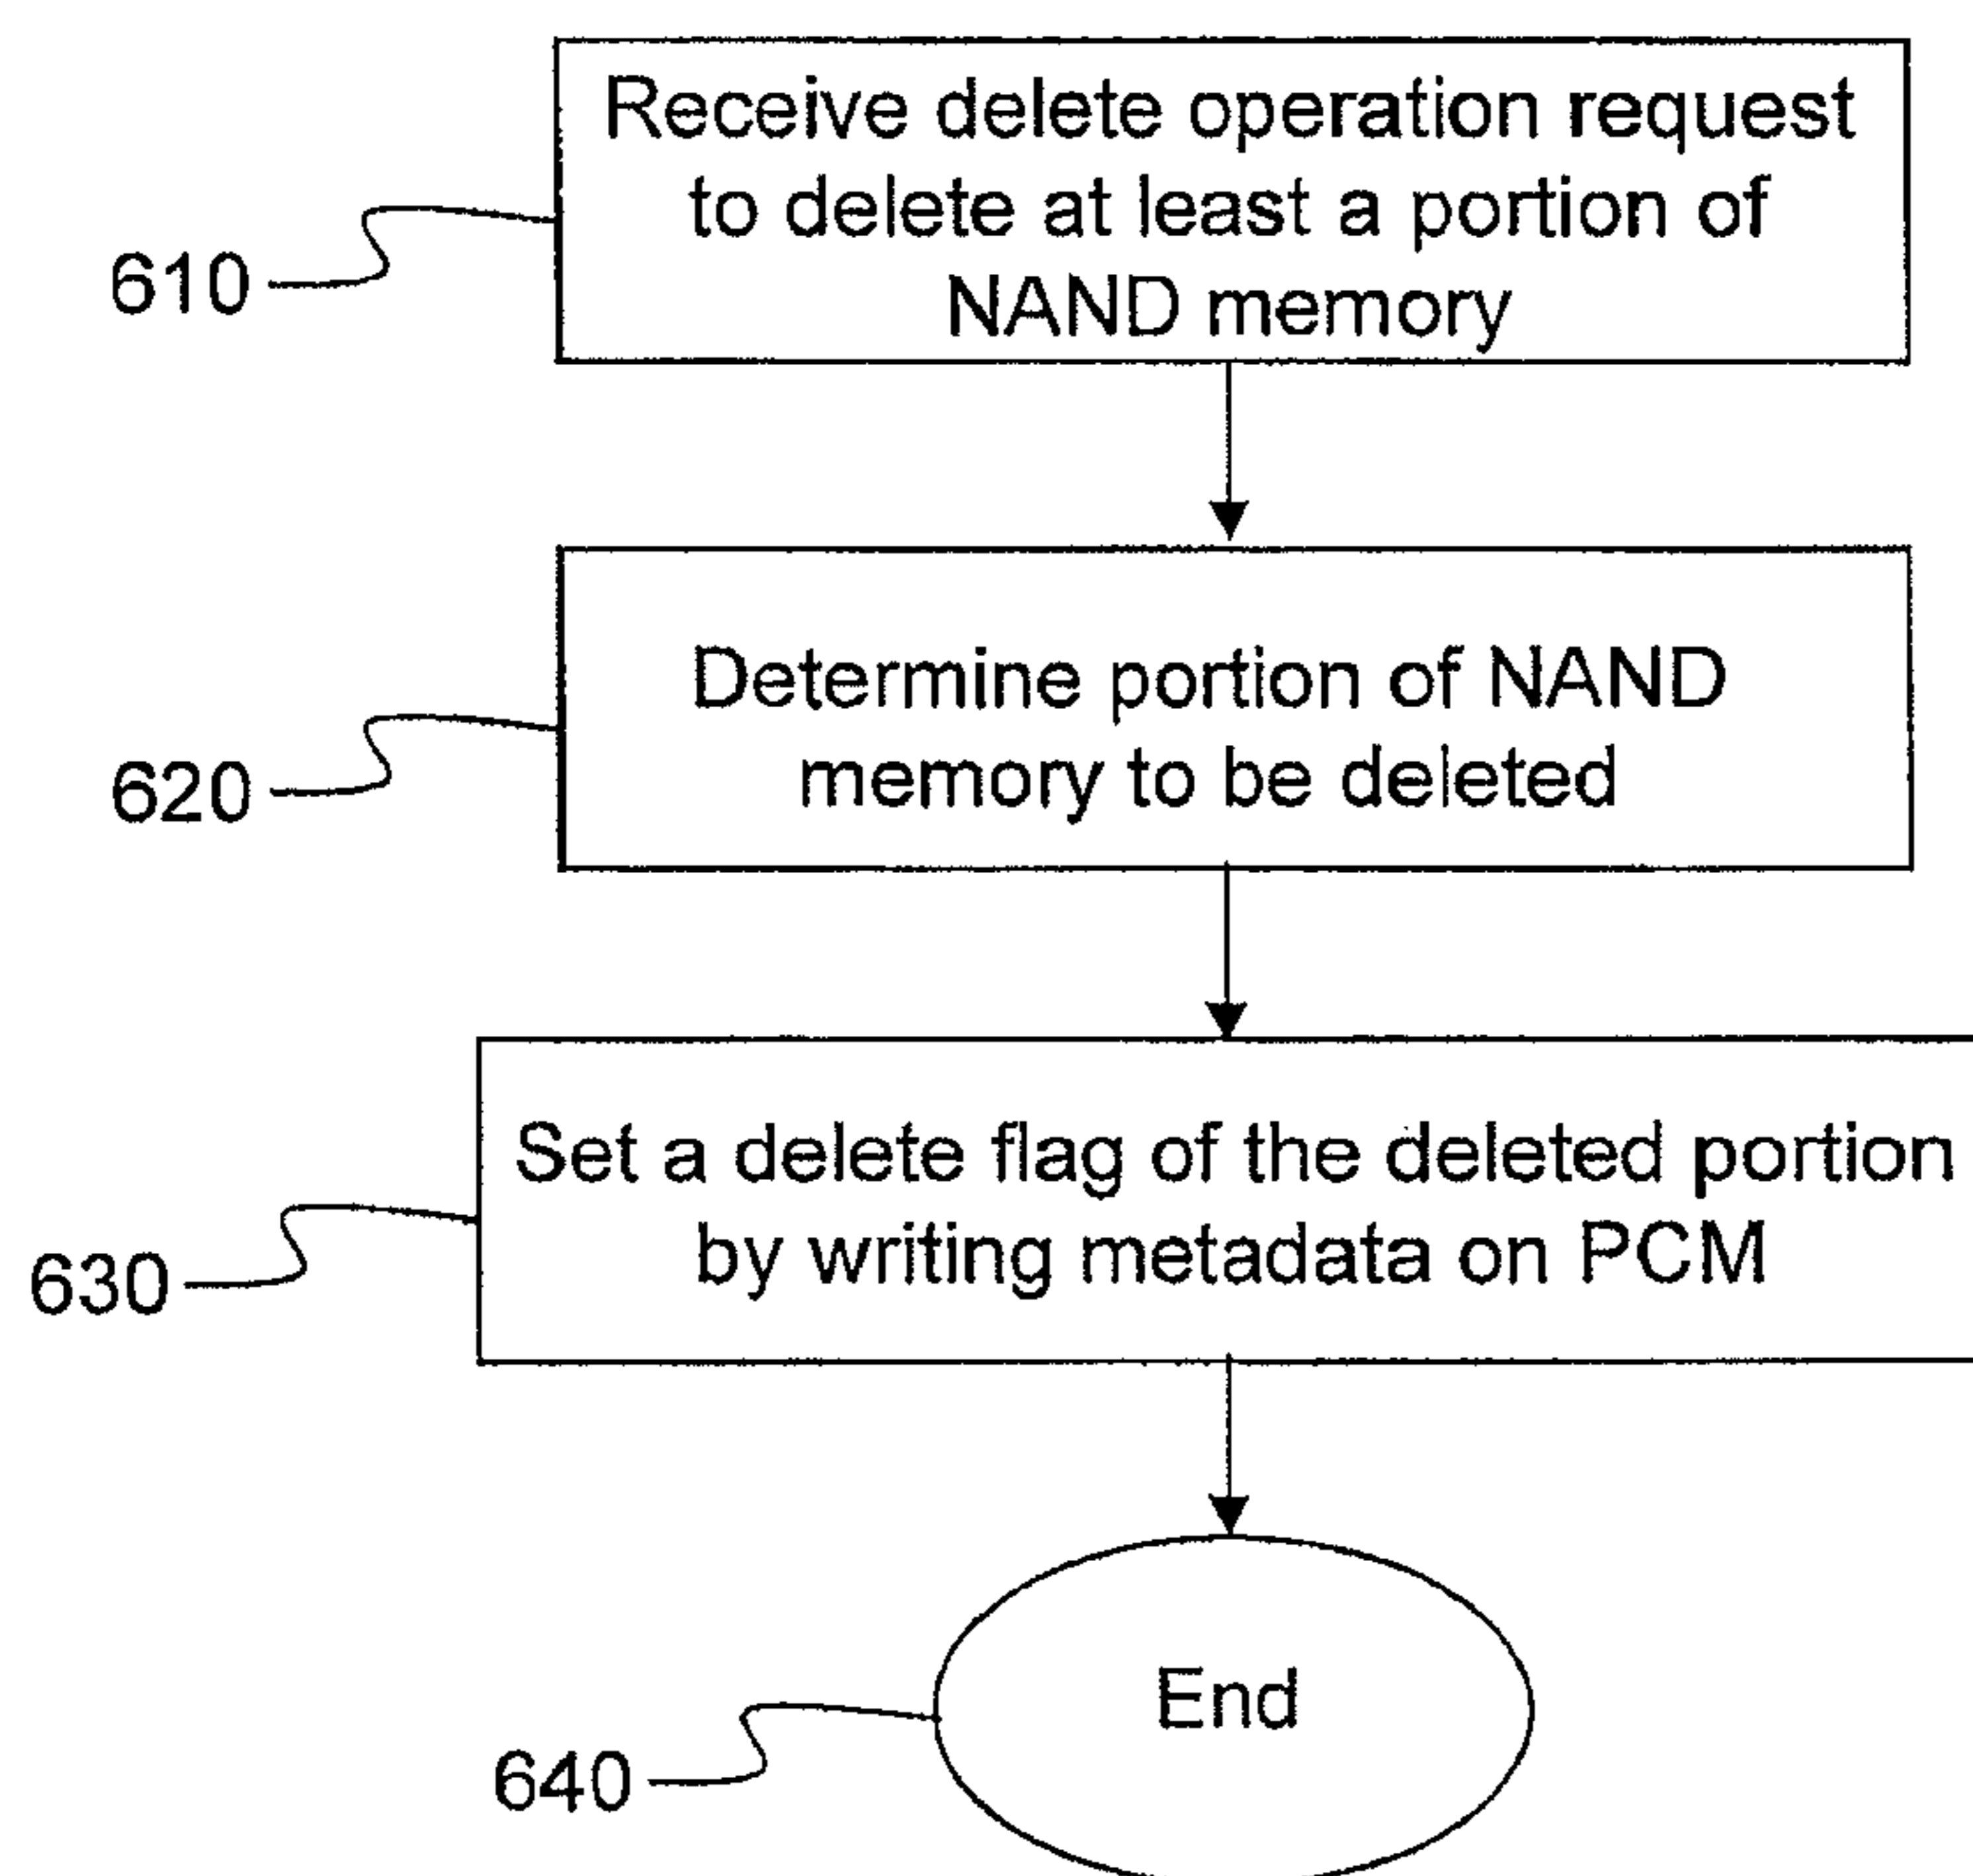 Receive delete operation request
to delete at least a portion of
NAND memory
610
Determine portion of NAND
memory to be deleted
620
Set a delete flag of the deleted portion
by writing metadata on PCM
630
End
640